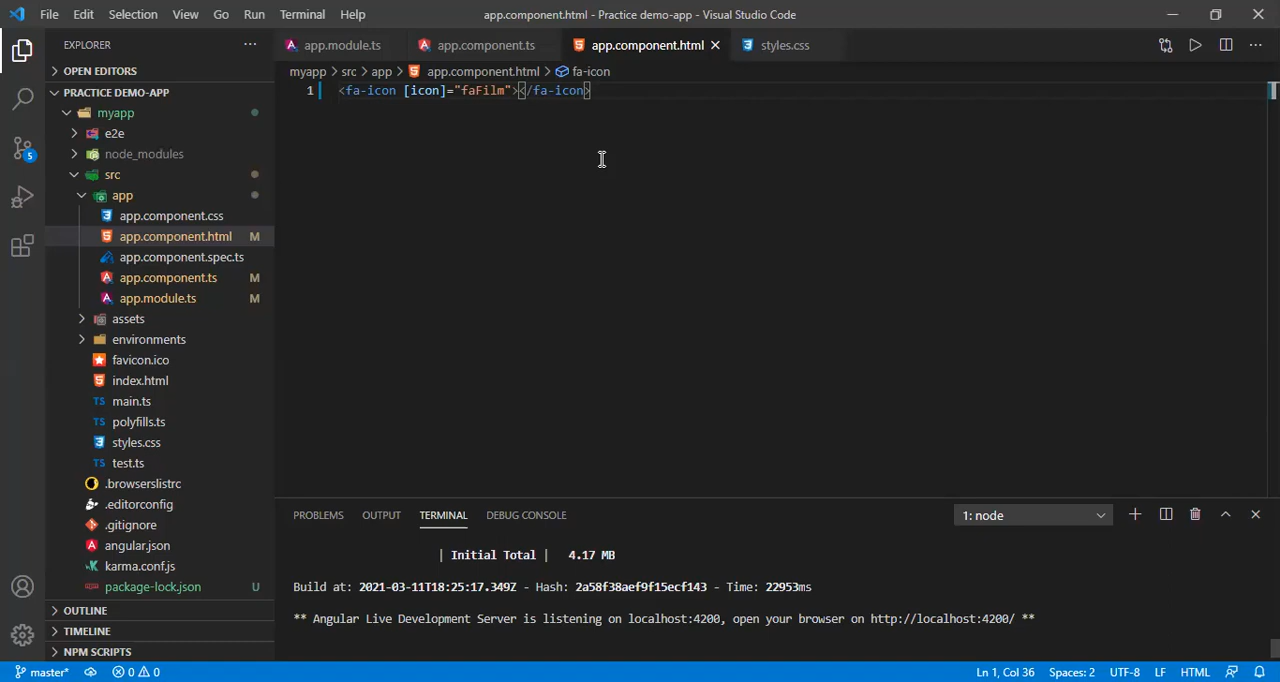 File Edit Selection View Go Run Terminal Help app.component.html - Practice demo-app - Visual Studio Code
EXPLORER
app.module.ts app.component.ts app.component.html styles.css
OPEN EDITORS
PRACTICE DEMO-APP
myapp
e2e
node_modules
src
app
app.component.css
app.component.html M
app.component.spec.ts
app.component.ts M
app.module.ts M
assets
environments
favicon.ico
index.html
main.ts
polyfills.ts
styles.css
test.ts
.browserslistrc
.editorconfig
.gitignore
angular.json
karma.conf.js
package-lock.json U
OUTLINE
TIMELINE
NPM SCRIPTS
myapp > src > app > app.component.html > fa-icon
1 <fa-icon [icon]="faFilm"></fa-icon>
PROBLEMS OUTPUT TERMINAL DEBUG CONSOLE 1: node
| Initial Total | 4.17 MB
Build at: 2021-03-11T18:25:17.349Z - Hash: 2a58f38aef9f15ecf143 - Time: 22953ms
** Angular Live Development Server is listening on localhost:4200, open your browser on http://localhost:4200/ **
5
TS
TS
TS
master* 0 0 Ln 1, Col 36 Spaces: 2 UTF-8 LF HTML